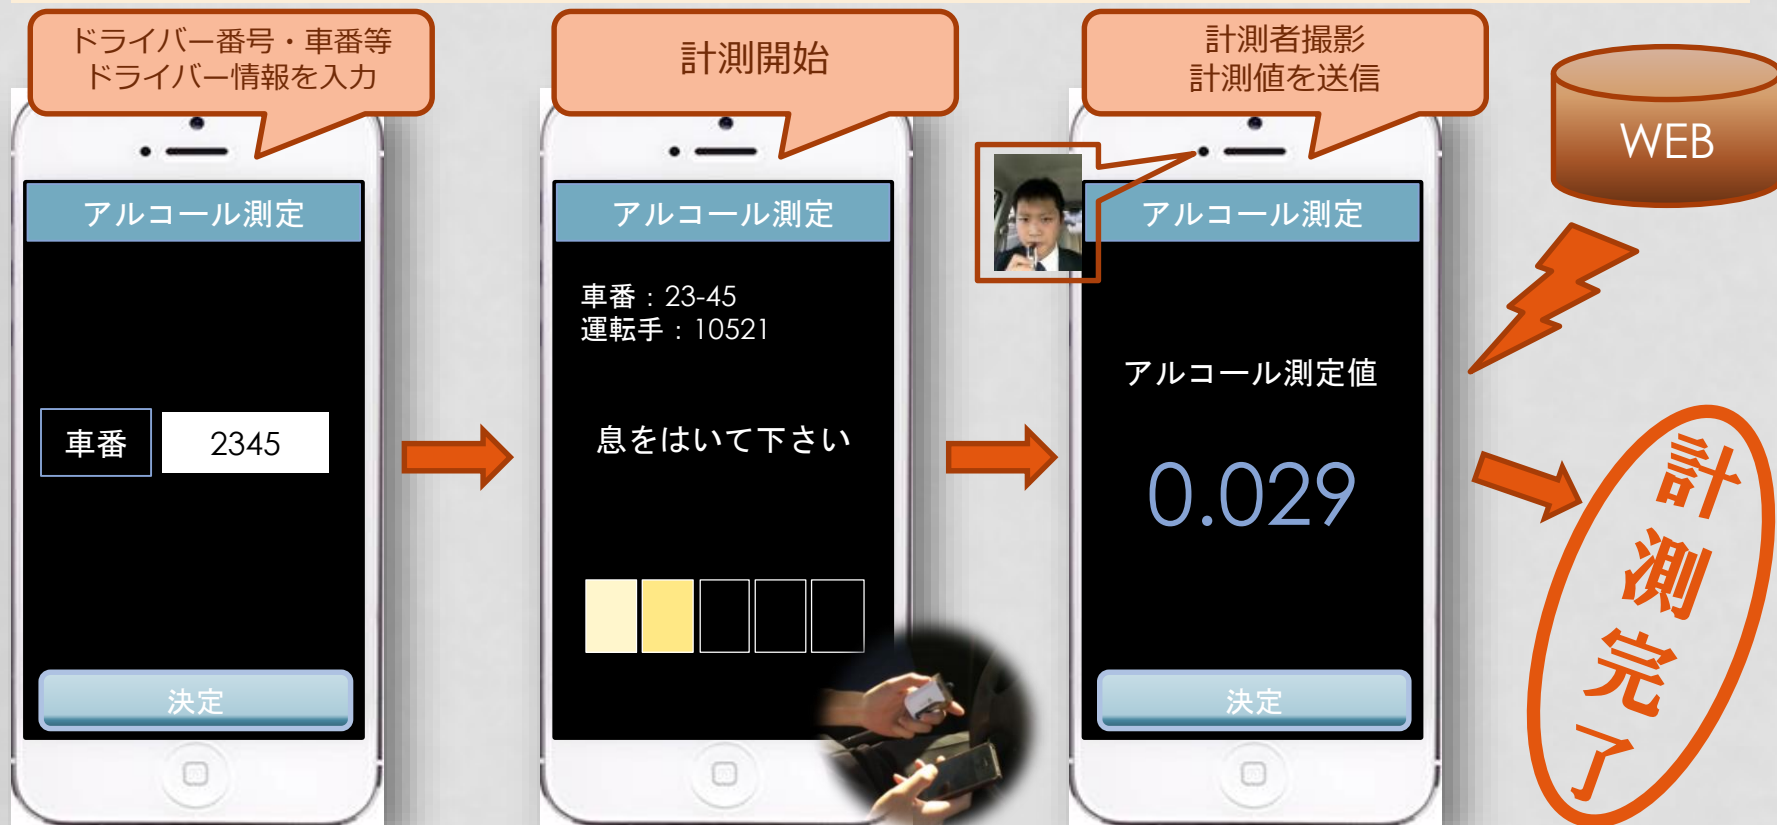 ドライバー番号・車番等
ドライバー情報を入力
アルコール測定
車番
2345
決定
計測開始
アルコール測定
車番：23-45
運転手：10521
息をはいて下さい
計測者撮影
計測値を送信
アルコール測定
アルコール測定値
0.029
決定
WEB
計測完了